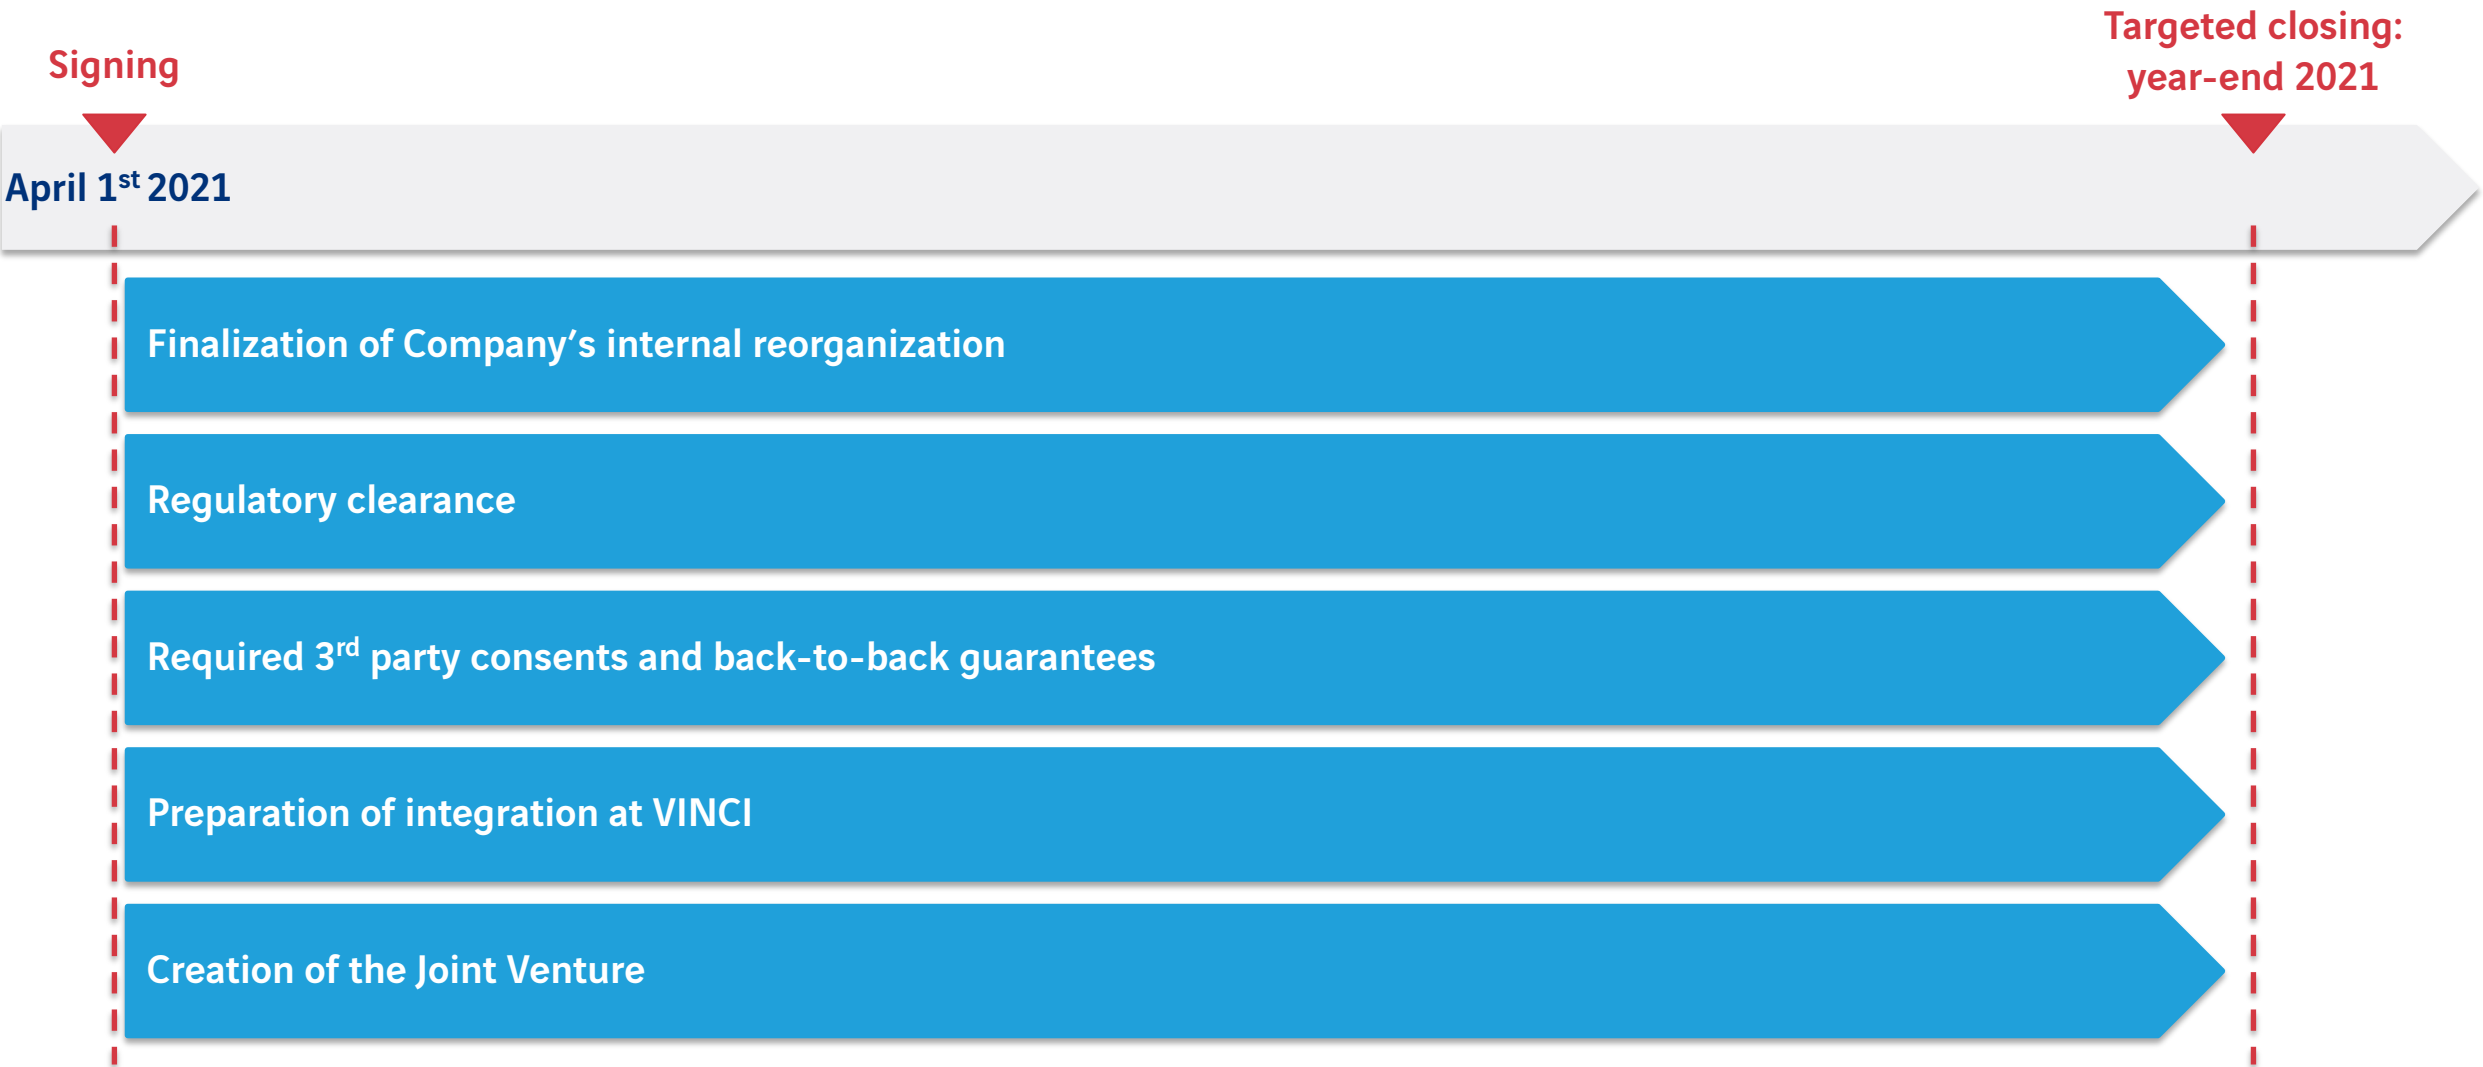 Signing
Targeted closing:
year-end 2021
April 1st 2021
Finalization of Company’s internal reorganization
Regulatory clearance
Required 3rd party consents and back-to-back guarantees
Preparation of integration at VINCI
Creation of the Joint Venture